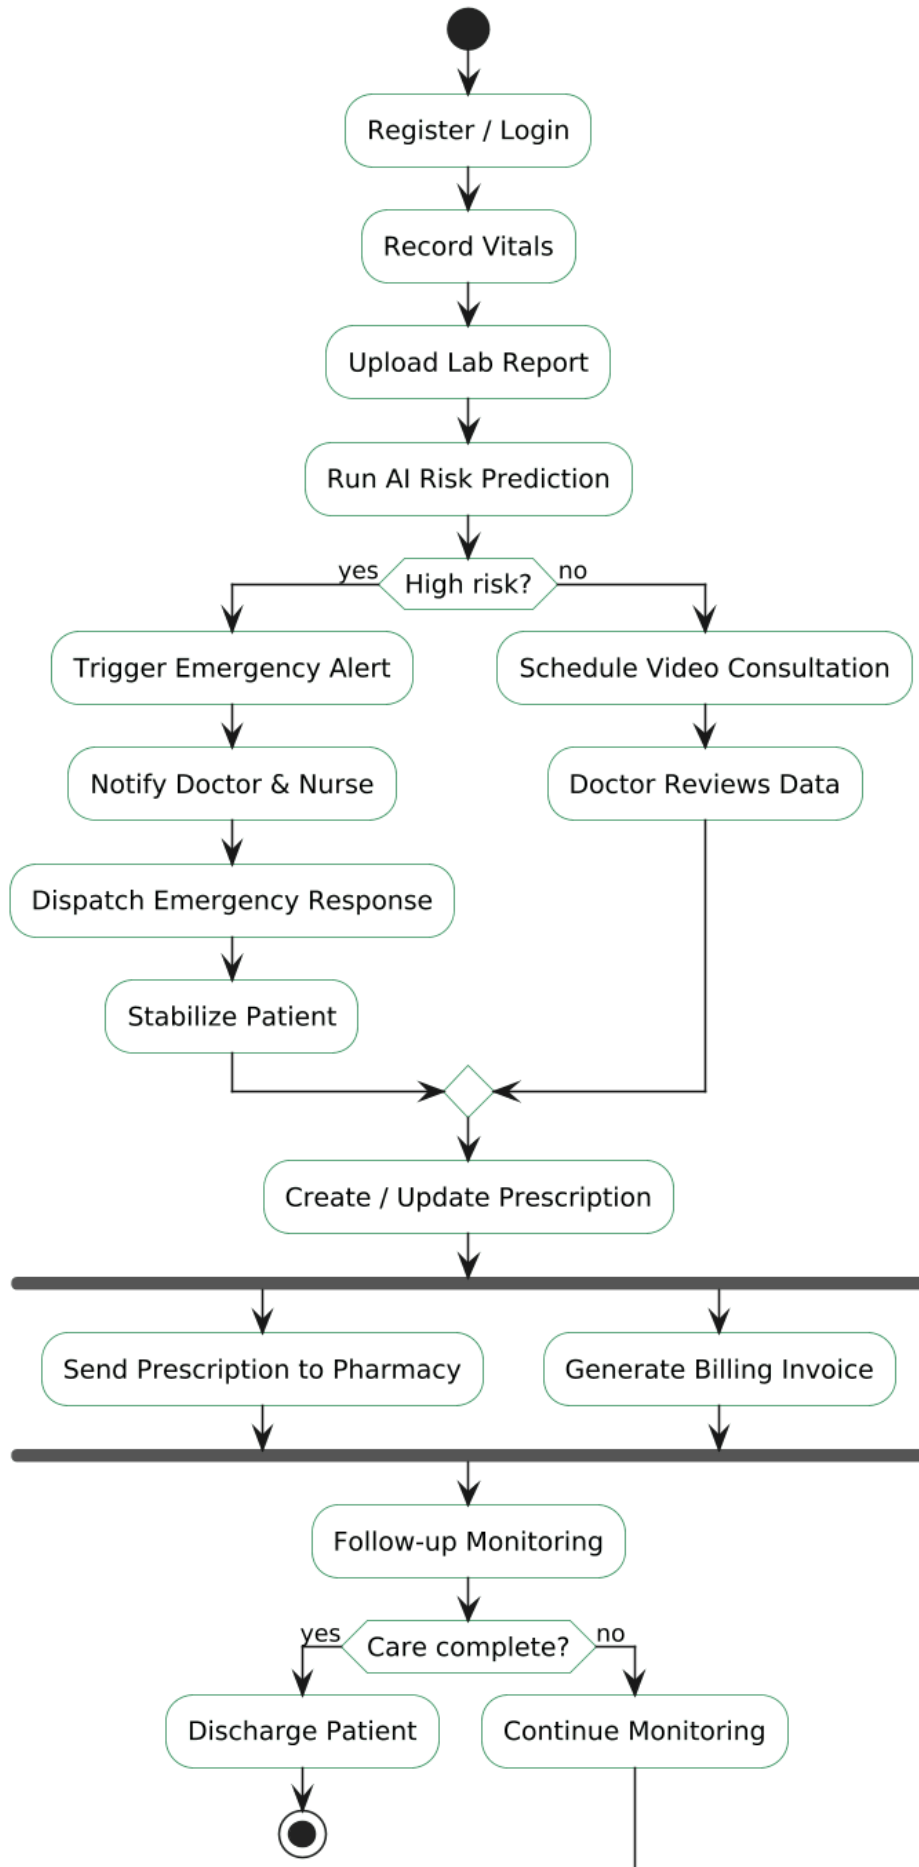 Register / Login
Record Vitals
Upload Lab Report
Run AI Risk Prediction
yes
High risk?
no
Trigger Emergency Alert
Schedule Video Consultation
Notify Doctor & Nurse
Doctor Reviews Data
Dispatch Emergency Response
Stabilize Patient
Create / Update Prescription
Send Prescription to Pharmacy
Generate Billing Invoice
Follow-up Monitoring
yes
Care complete?
no
Discharge Patient
Continue Monitoring